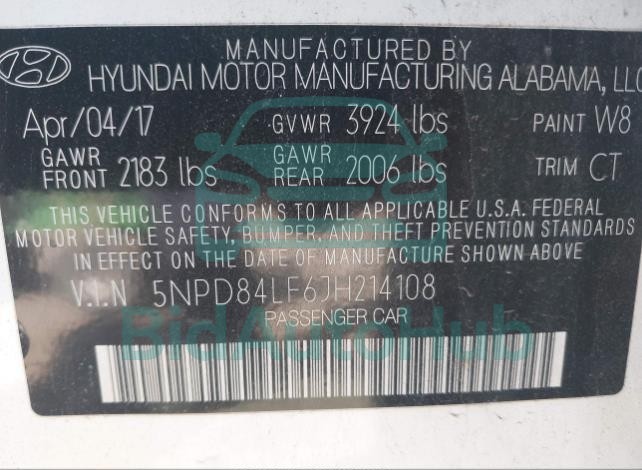 MANUFACTURED BY
HYUNDAI MOTOR MANUFACTURING ALABAMA, LLC
Apr/04/17 GVWR 3924 lbs PAINT W8
GAWR FRONT 2183 lbs GAWR REAR 2006 lbs TRIM CT
THIS VEHICLE CONFORMS TO ALL APPLICABLE U.S.A. FEDERAL
MOTOR VEHICLE SAFETY, BUMPER, AND THEFT PREVENTION STANDARDS
IN EFFECT ON THE DATE OF MANUFACTURE SHOWN ABOVE
V.I.N 5NPD84LF6JH214108
PASSENGER CAR
BidAutoHub